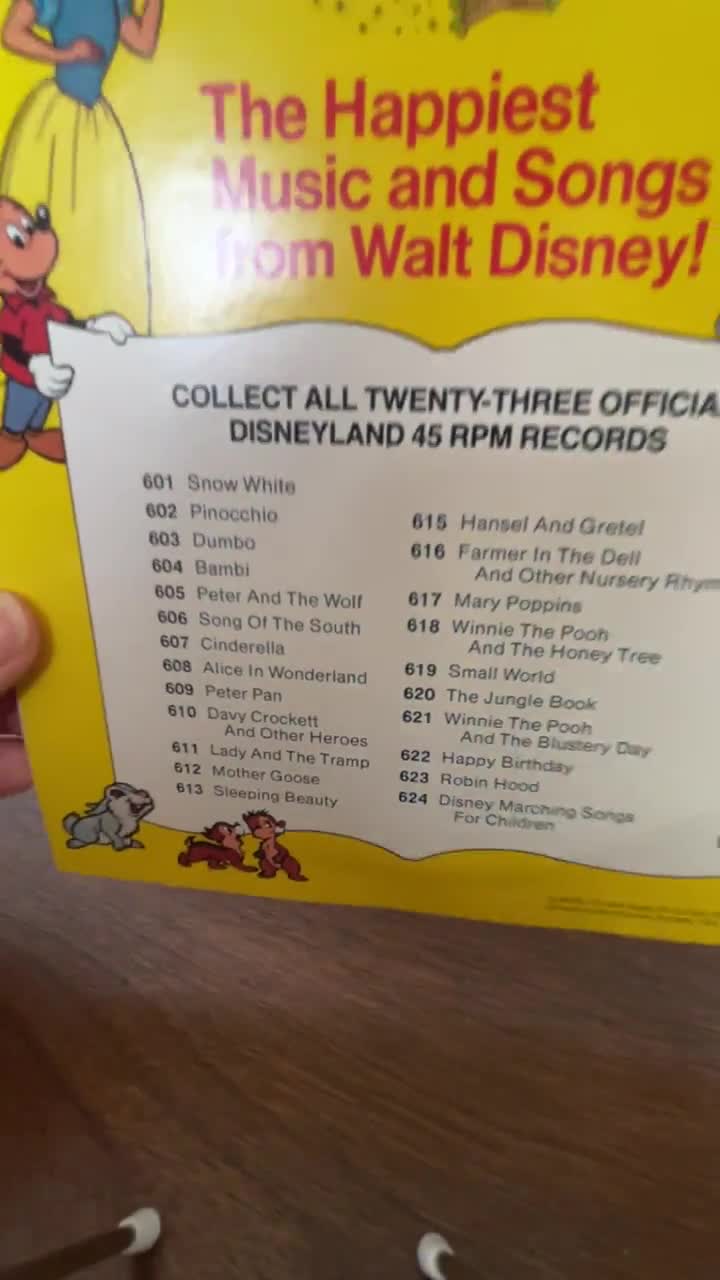 The Happiest
Music and Songs
from Walt Disney!
COLLECT ALL TWENTY-THREE OFFICIA
DISNEYLAND 45 RPM RECORDS
601 Snow White
602 Pinocchio
603 Dumbo
604 Bambi
605 Peter And The Wolf
606 Song Of The South
607 Cinderella
608 Alice In Wonderland
609 Peter Pan
610 Davy Crockett
And Other Heroes
611 Lady And The Tramp
612 Mother Goose
613 Sleeping Beauty
615 Hansel And Gretel
616 Farmer In The Dell
And Other Nursery Rhym
617 Mary Poppins
618 Winnie The Pooh
And The Honey Tree
619 Small World
620 The Jungle Book
621 Winnie The Pooh
And The Blustery Day
622 Happy Birthday
623 Robin Hood
624 Disney Marching Songs
For Children